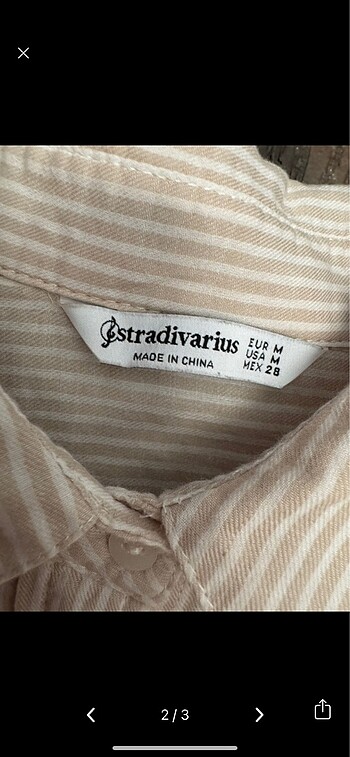 Stradivarius
MADE IN CHINA
EUR M
USA M
MEX 28
2/3